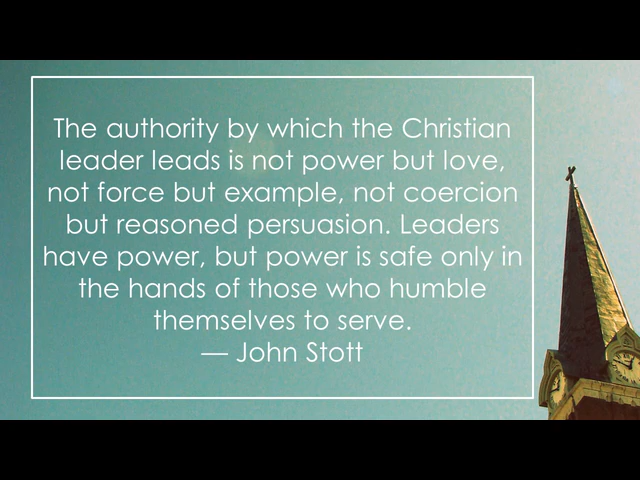 The authority by which the Christian
leader leads is not power but love,
not force but example, not coercion
but reasoned persuasion. Leaders
have power, but power is safe only in
the hands of those who humble
themselves to serve.
— John Stott